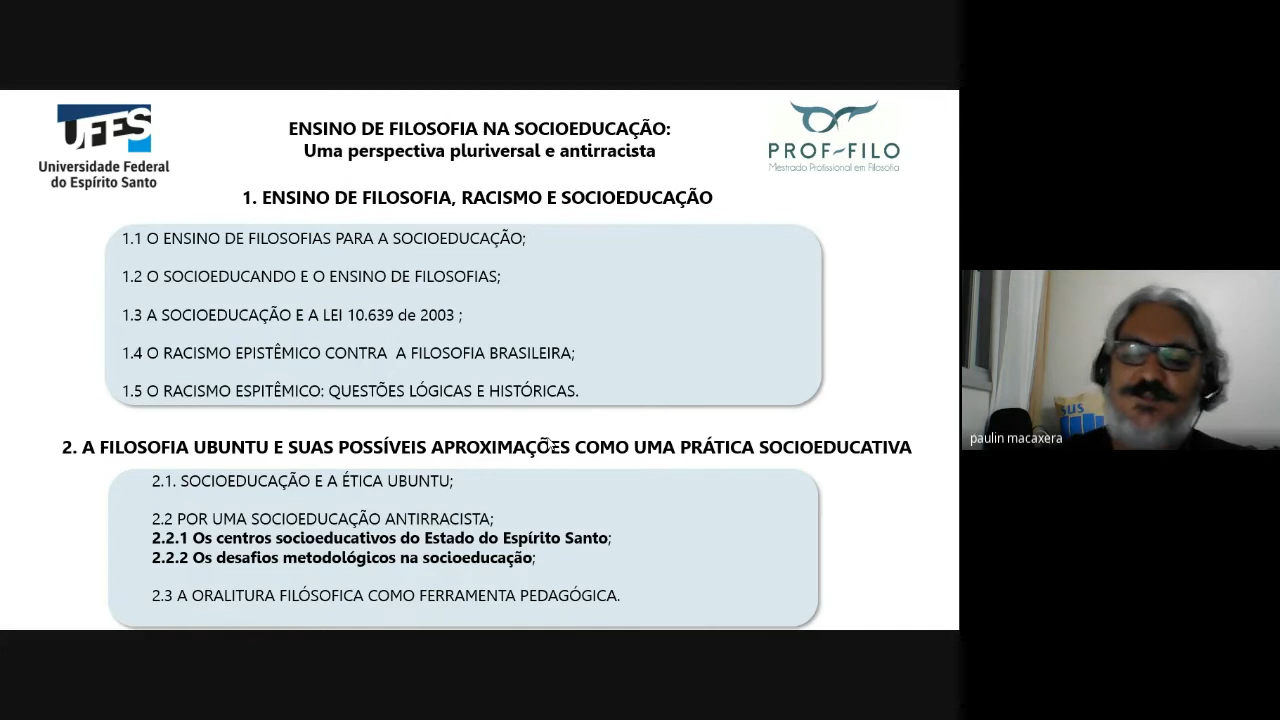 UFES
Universidade Federal
do Espírito Santo
ENSINO DE FILOSOFIA NA SOCIOEDUCAÇÃO:
Uma perspectiva pluriversal e antirracista
PROF-FILO
Mestrado Profissional em Filosofia
1. ENSINO DE FILOSOFIA, RACISMO E SOCIOEDUCAÇÃO
1.1 O ENSINO DE FILOSOFIAS PARA A SOCIOEDUCAÇÃO;
1.2 O SOCIOEDUCANDO E O ENSINO DE FILOSOFIAS;
1.3 A SOCIOEDUCAÇÃO E A LEI 10.639 de 2003 ;
1.4 O RACISMO EPISTÊMICO CONTRA  A FILOSOFIA BRASILEIRA;
1.5 O RACISMO ESPITÊMICO: QUESTÕES LÓGICAS E HISTÓRICAS.
2. A FILOSOFIA UBUNTU E SUAS POSSÍVEIS APROXIMAÇÕES COMO UMA PRÁTICA SOCIOEDUCATIVA
2.1. SOCIOEDUCAÇÃO E A ÉTICA UBUNTU;
2.2 POR UMA SOCIOEDUCAÇÃO ANTIRRACISTA;
2.2.1 Os centros socioeducativos do Estado do Espírito Santo;
2.2.2 Os desafios metodológicos na socioeducação;
2.3 A ORALITURA FILÓSOFICA COMO FERRAMENTA PEDAGÓGICA.
sus
paulin macaxera